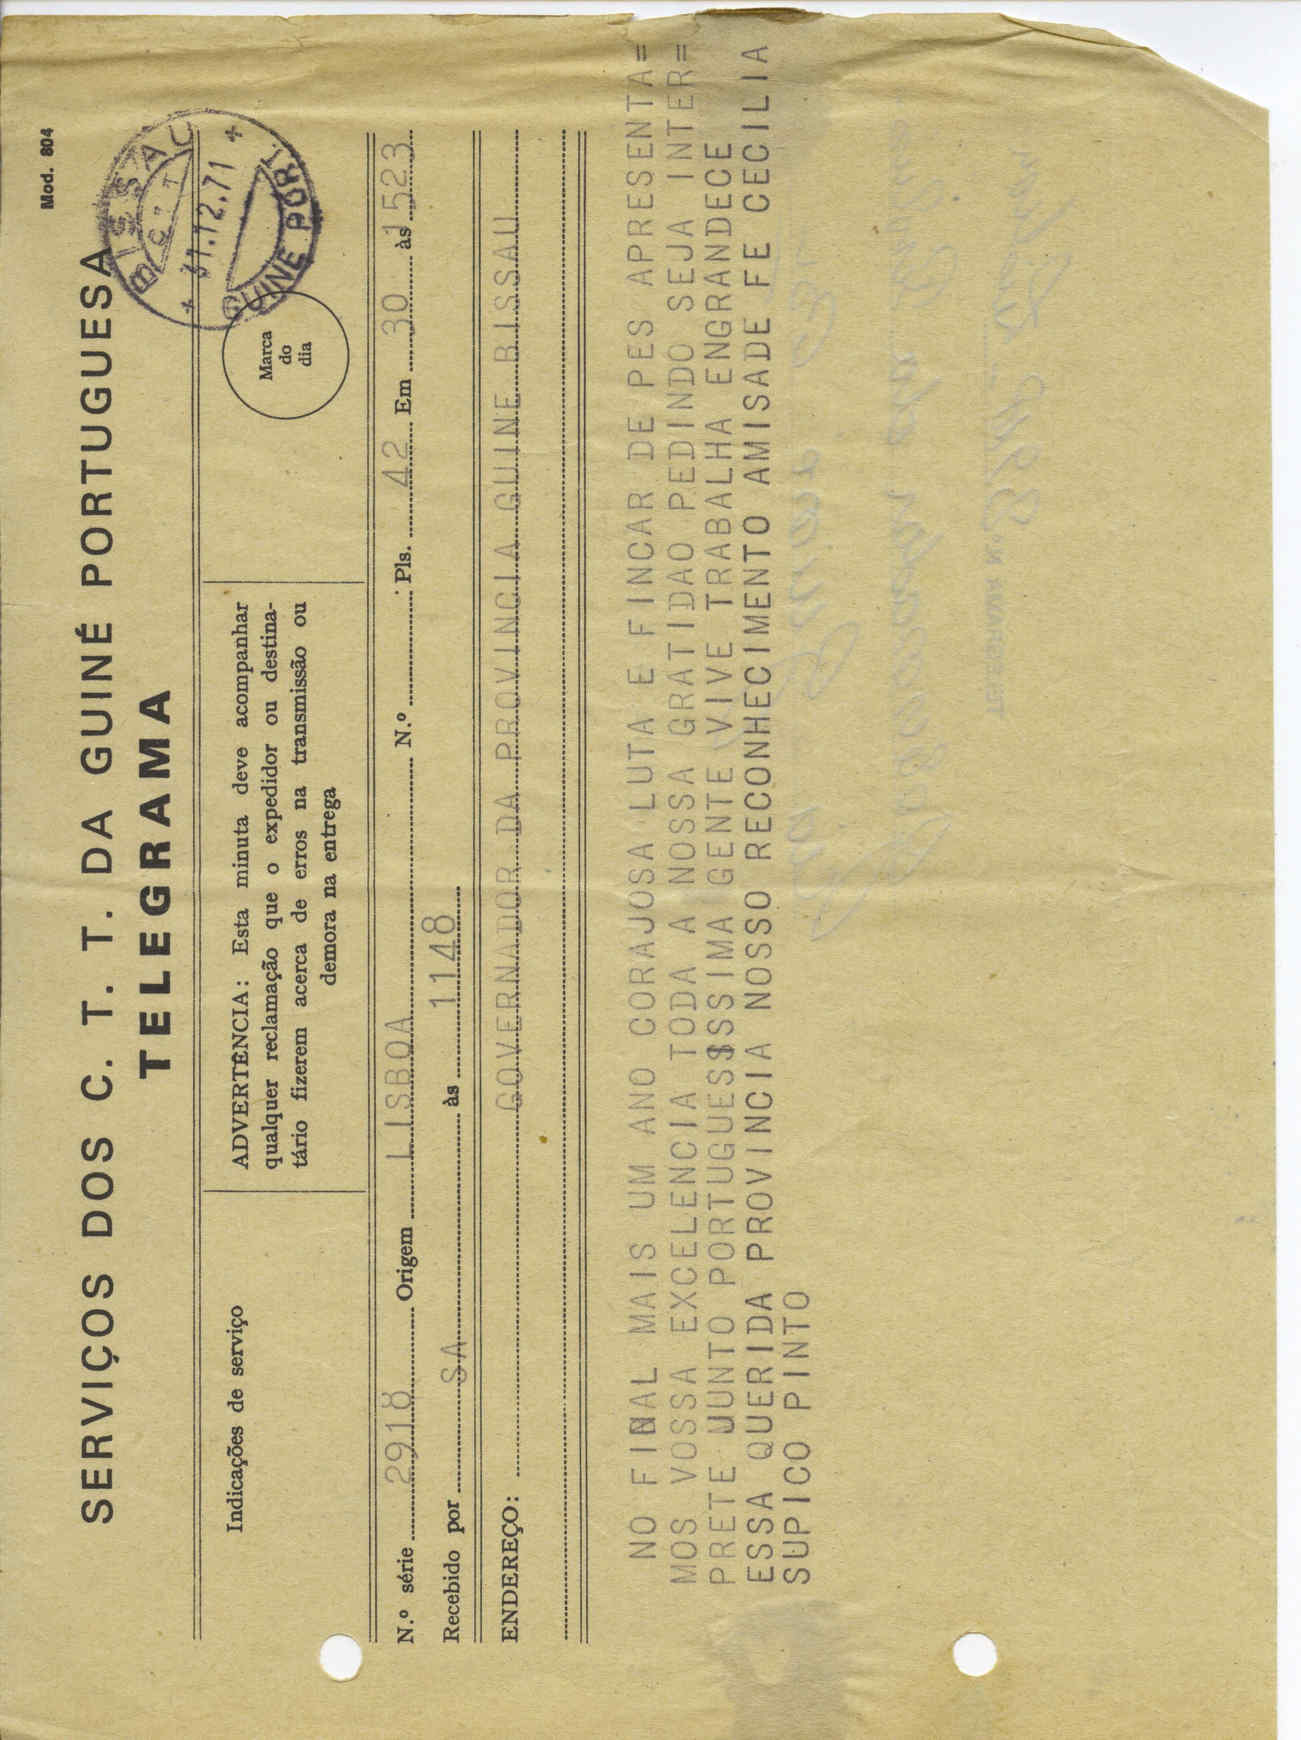 Mod. 804
SERVIÇOS DOS C. T. T. DA GUINÉ PORTUGUESA
TELEGRAMA
BISSAU
CTT
31.12.71
GUINE PORT.
Indicações de serviço
ADVERTÊNCIA: Esta minuta deve acompanhar
qualquer reclamação que o expedidor ou destina-
tário fizerem acerca de erros na transmissão ou
demora na entrega
Marca
do
dia
N.º série 2918 Origem LISBOA N.º Pls. 42 Em 30 às 1523
Recebido por SA às 1148
ENDEREÇO: GOVERNADOR DA PROVINCIA GUINE BISSAU
NO FINAL MAIS UM ANO CORAJOSA LUTA E FINCAR DE PES APRESENTA=
MOS VOSSA EXCELENCIA TODA A NOSSA GRATIDAO PEDINDO SEJA INTER=
PRETE JUNTO PORTUGUESSSSIMA GENTE VIVE TRABALHA ENGRANDECE
ESSA QUERIDA PROVINCIA NOSSO RECONHECIMENTO AMISADE FE CECILIA
SUPICO PINTO